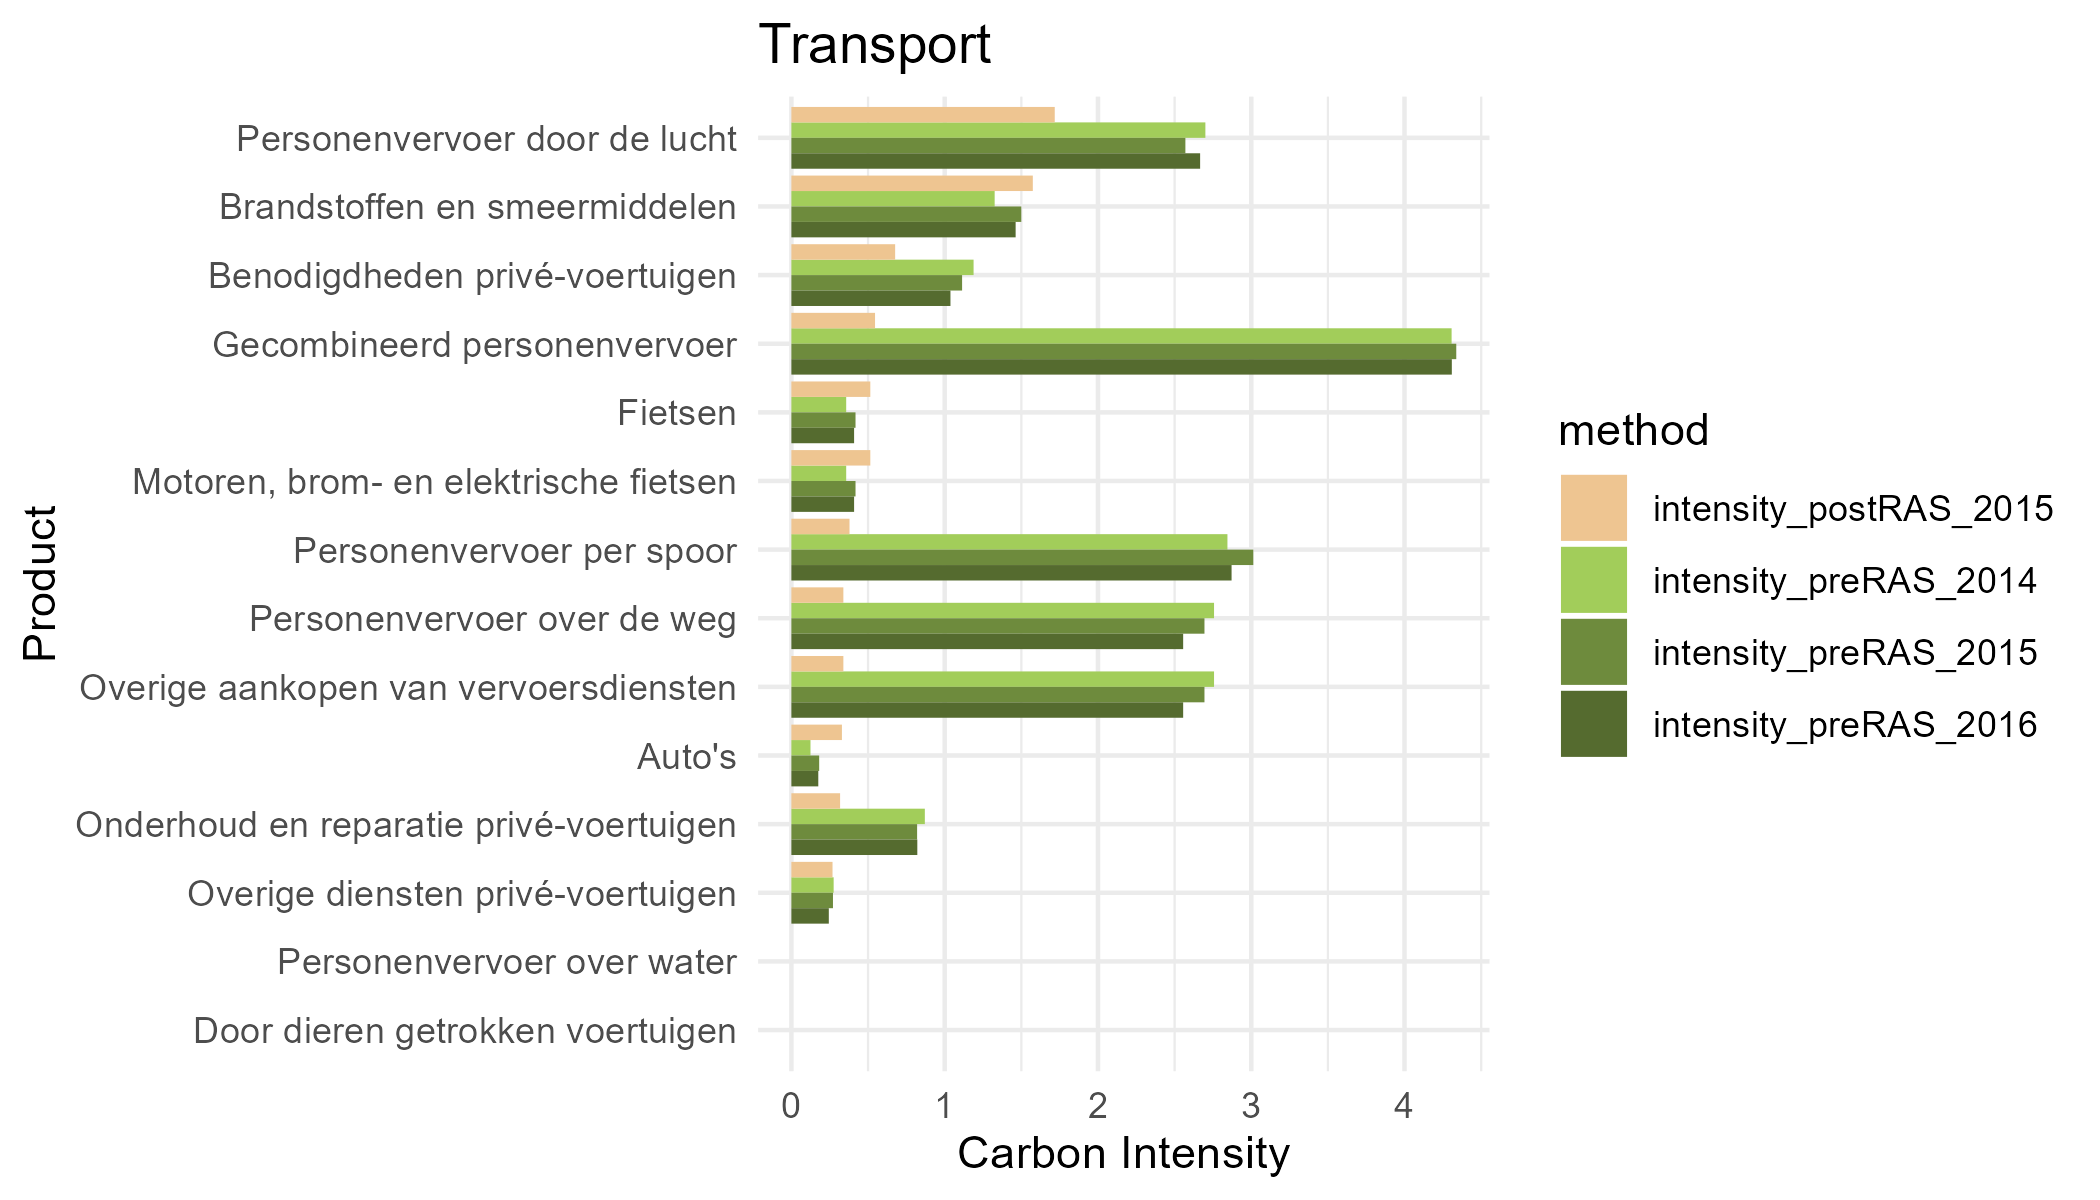 Transport
Product
Personenvervoer door de lucht
Brandstoffen en smeermiddelen
Benodigdheden privé-voertuigen
Gecombineerd personenvervoer
Fietsen
Motoren, brom- en elektrische fietsen
Personenvervoer per spoor
Personenvervoer over de weg
Overige aankopen van vervoersdiensten
Auto's
Onderhoud en reparatie privé-voertuigen
Overige diensten privé-voertuigen
Personenvervoer over water
Door dieren getrokken voertuigen
0 1 2 3 4
Carbon Intensity
method
intensity_postRAS_2015
intensity_preRAS_2014
intensity_preRAS_2015
intensity_preRAS_2016